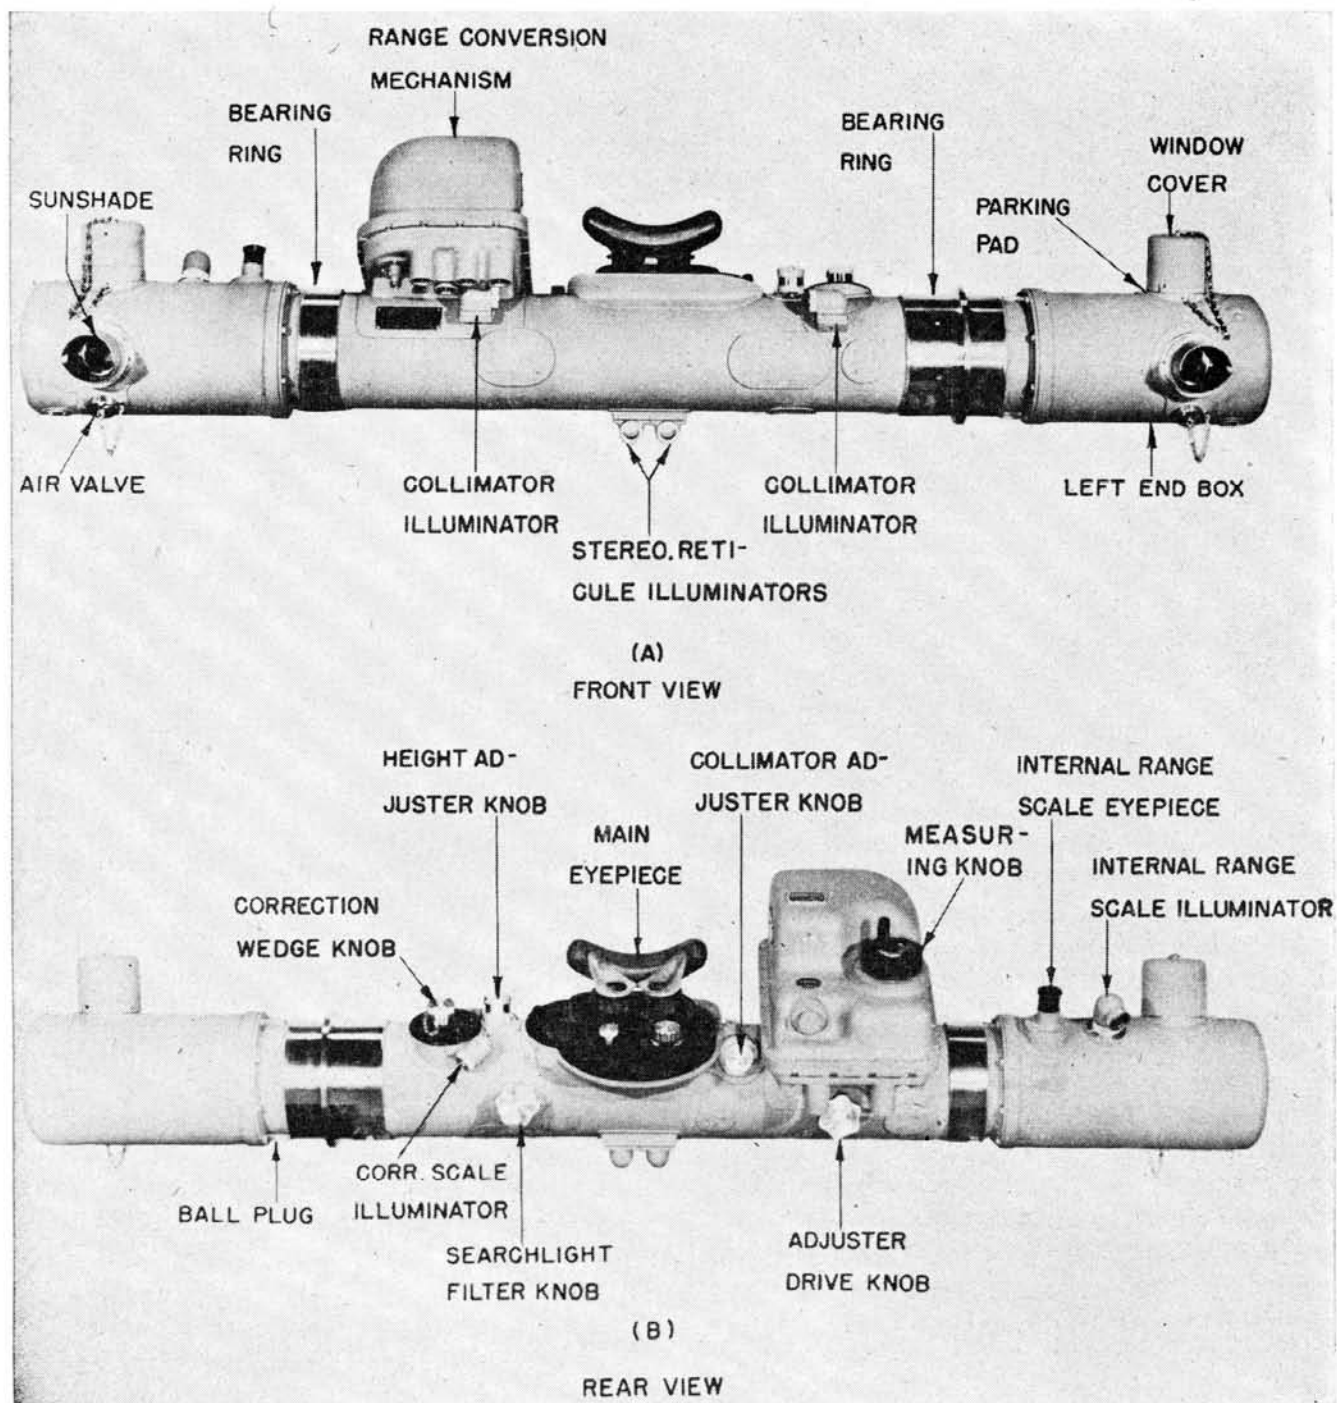 RANGE CONVERSION
MECHANISM
BEARING
RING
BEARING
RING
WINDOW
COVER
SUNSHADE
PARKING
PAD
AIR VALVE
COLLIMATOR
ILLUMINATOR
COLLIMATOR
ILLUMINATOR
LEFT END BOX
STEREO. RETI-
CULE ILLUMINATORS
(A)
FRONT VIEW
HEIGHT AD-
JUSTER KNOB
COLLIMATOR AD-
JUSTER KNOB
INTERNAL RANGE
SCALE EYEPIECE
MAIN
EYEPIECE
MEASUR-
ING KNOB
INTERNAL RANGE
SCALE ILLUMINATOR
CORRECTION
WEDGE KNOB
CORR. SCALE
ILLUMINATOR
BALL PLUG
SEARCHLIGHT
FILTER KNOB
ADJUSTER
DRIVE KNOB
(B)
REAR VIEW